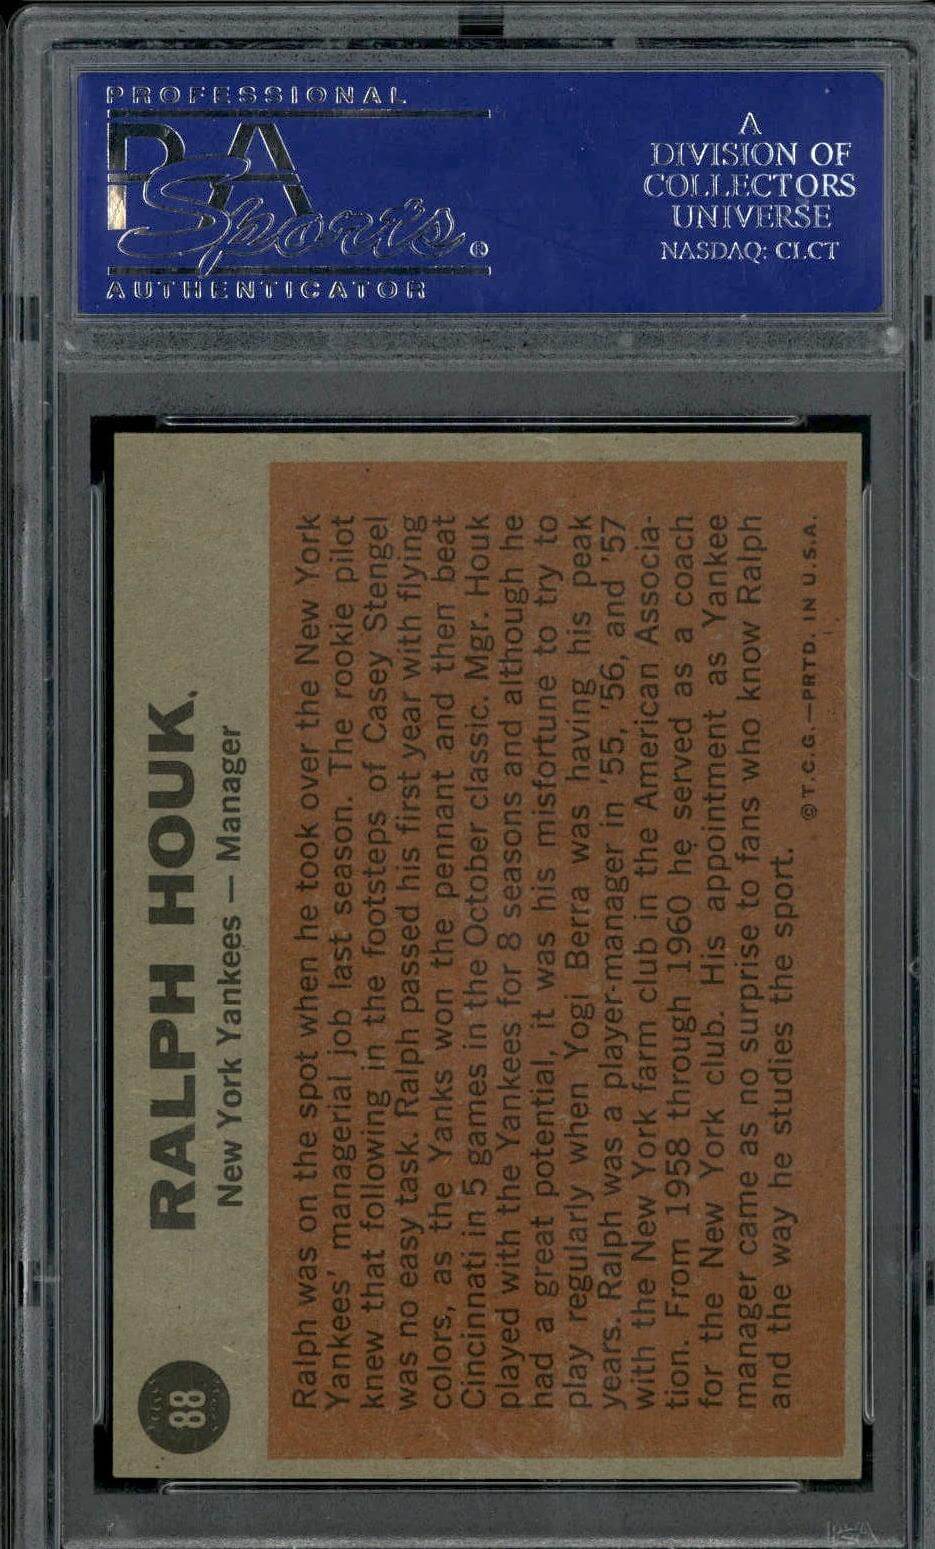 PROFESSIONAL
PSA
Sports®
AUTHENTICATOR
A
DIVISION OF
COLLECTORS
UNIVERSE
NASDAQ: CLCT
88
RALPH HOUK.
New York Yankees — Manager
Ralph was on the spot when he took over the New York
Yankees' managerial job last season. The rookie pilot
knew that following in the footsteps of Casey Stengel
was no easy task. Ralph passed his first year with flying
colors, as the Yanks won the pennant and then beat
Cincinnati in 5 games in the October classic. Mgr. Houk
played with the Yankees for 8 seasons and although he
had a great potential, it was his misfortune to try to
play regularly when Yogi Berra was having his peak
years. Ralph was a player-manager in '55, '56, and '57
with the New York farm club in the American Associa-
tion. From 1958 through 1960 he served as a coach
for the New York club. His appointment as Yankee
manager came as no surprise to fans who know Ralph
and the way he studies the sport.
©T.C.G.—PRTD. IN U.S.A.
PSA